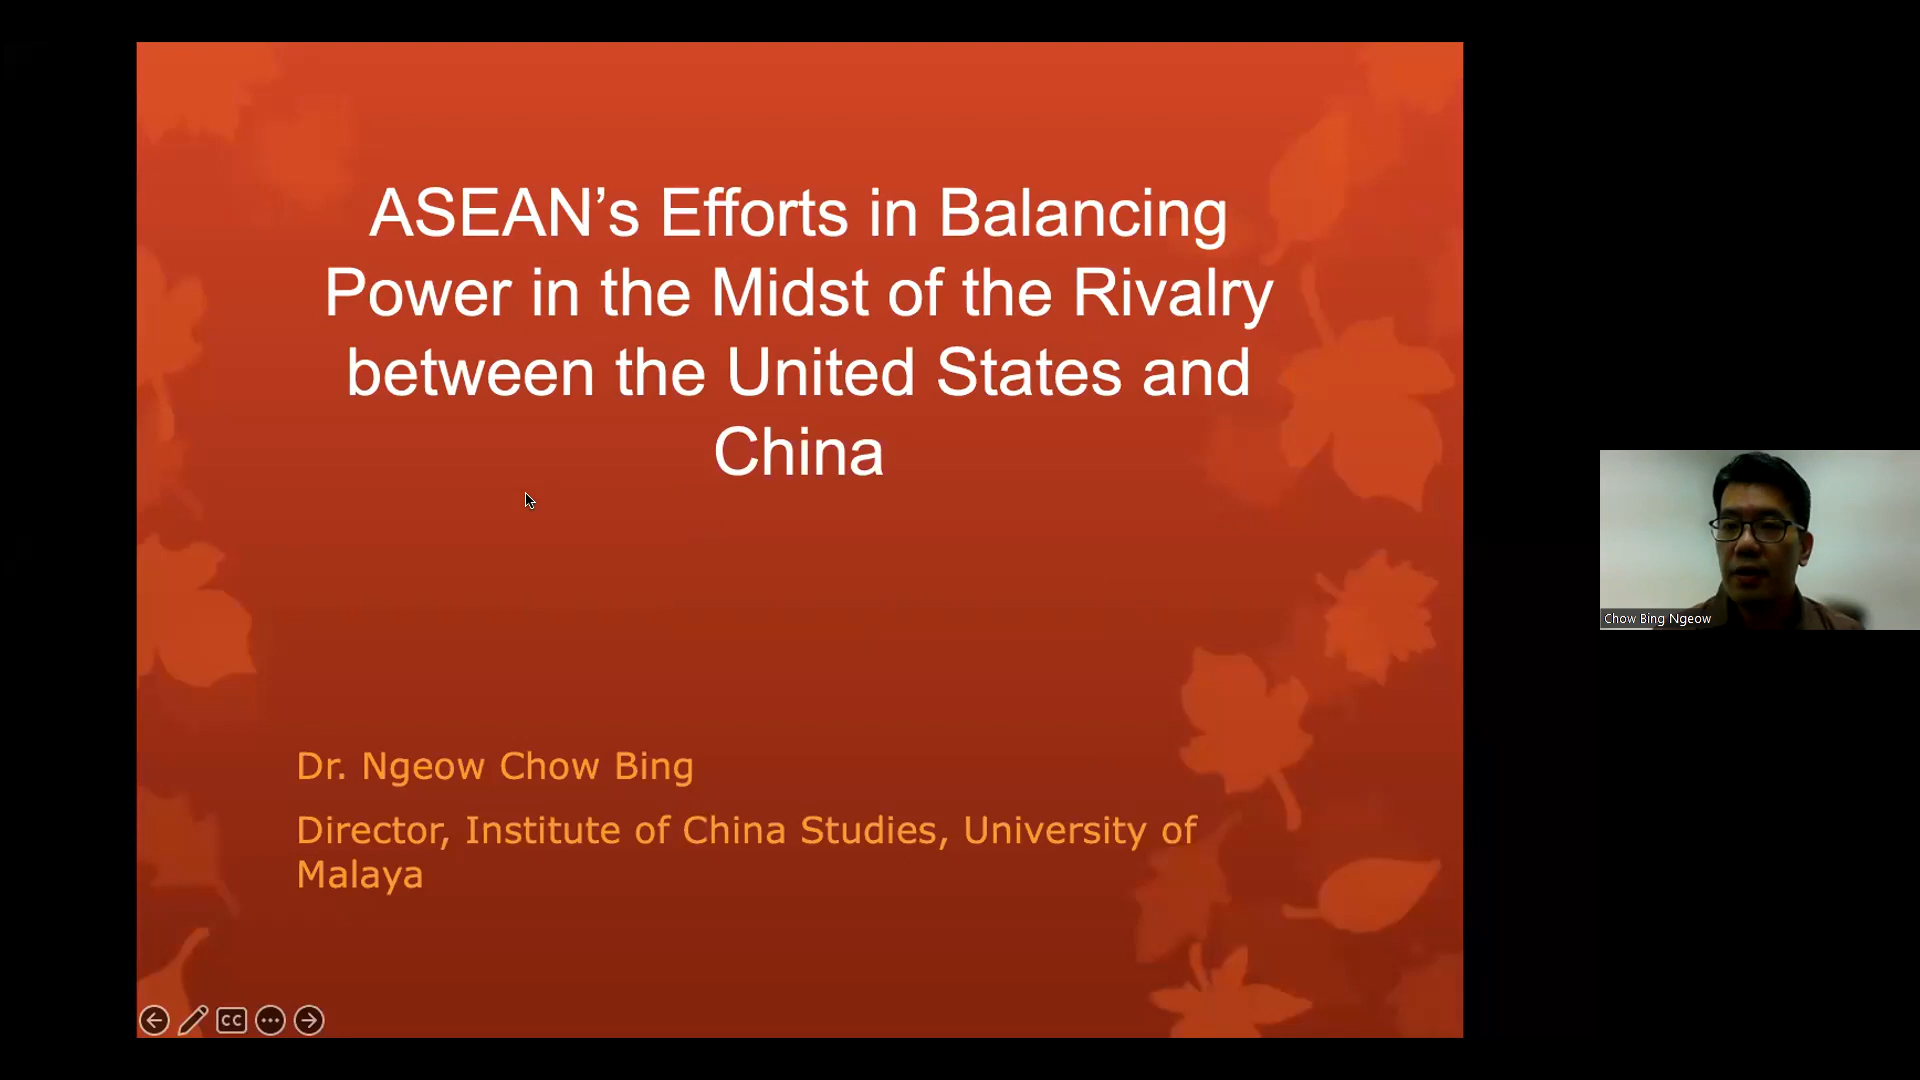 ASEAN’s Efforts in Balancing
Power in the Midst of the Rivalry
between the United States and
China
Dr. Ngeow Chow Bing
Director, Institute of China Studies, University of
Malaya
CC
Chow Bing Ngeow